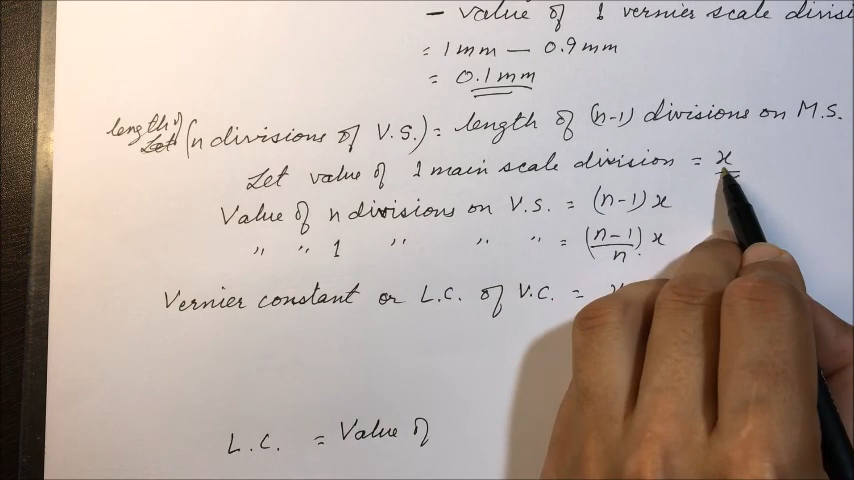 - value of 1 vernier scale divisi
= 1mm - 0.9mm
= 0.1mm
length of (n divisions of V.S.) = length of (n-1) divisions on M.S.
Let value of 1 main scale division = x
Value of n divisions on V.S. = (n-1) x
" " 1 " " " = (n-1/n) x
Vernier constant or L.C. of V.C. = x
L.C. = Value of